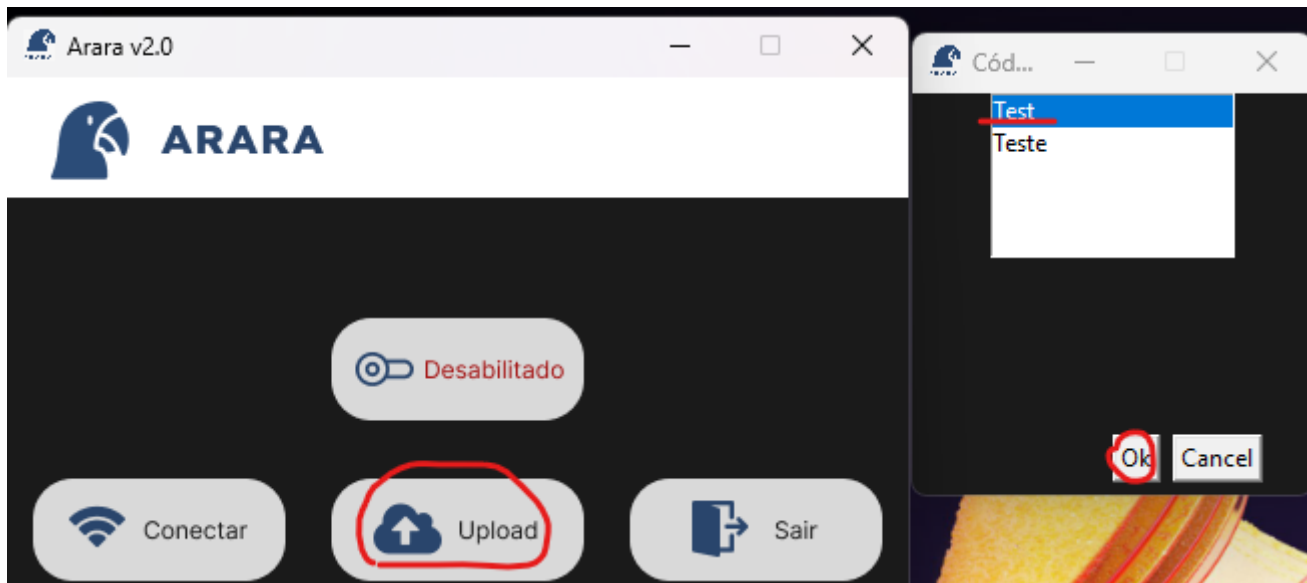 Arara v2.0
ARARA
Desabilitado
Conectar
Upload
Sair
Cód...
Test
Teste
Ok
Cancel